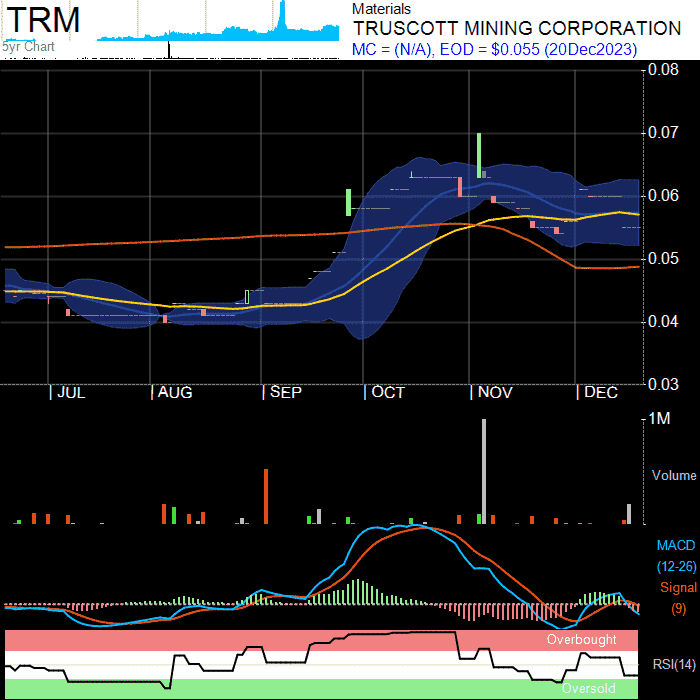 TRM
5yr Chart
Materials
TRUSCOTT MINING CORPORATION
MC = (N/A), EOD = $0.055 (20Dec2023)
0.08
0.07
0.06
0.05
0.04
0.03
JUL
AUG
SEP
OCT
NOV
DEC
1M
Volume
MACD
(12-26)
Signal
(9)
Overbought
RSI(14)
Oversold